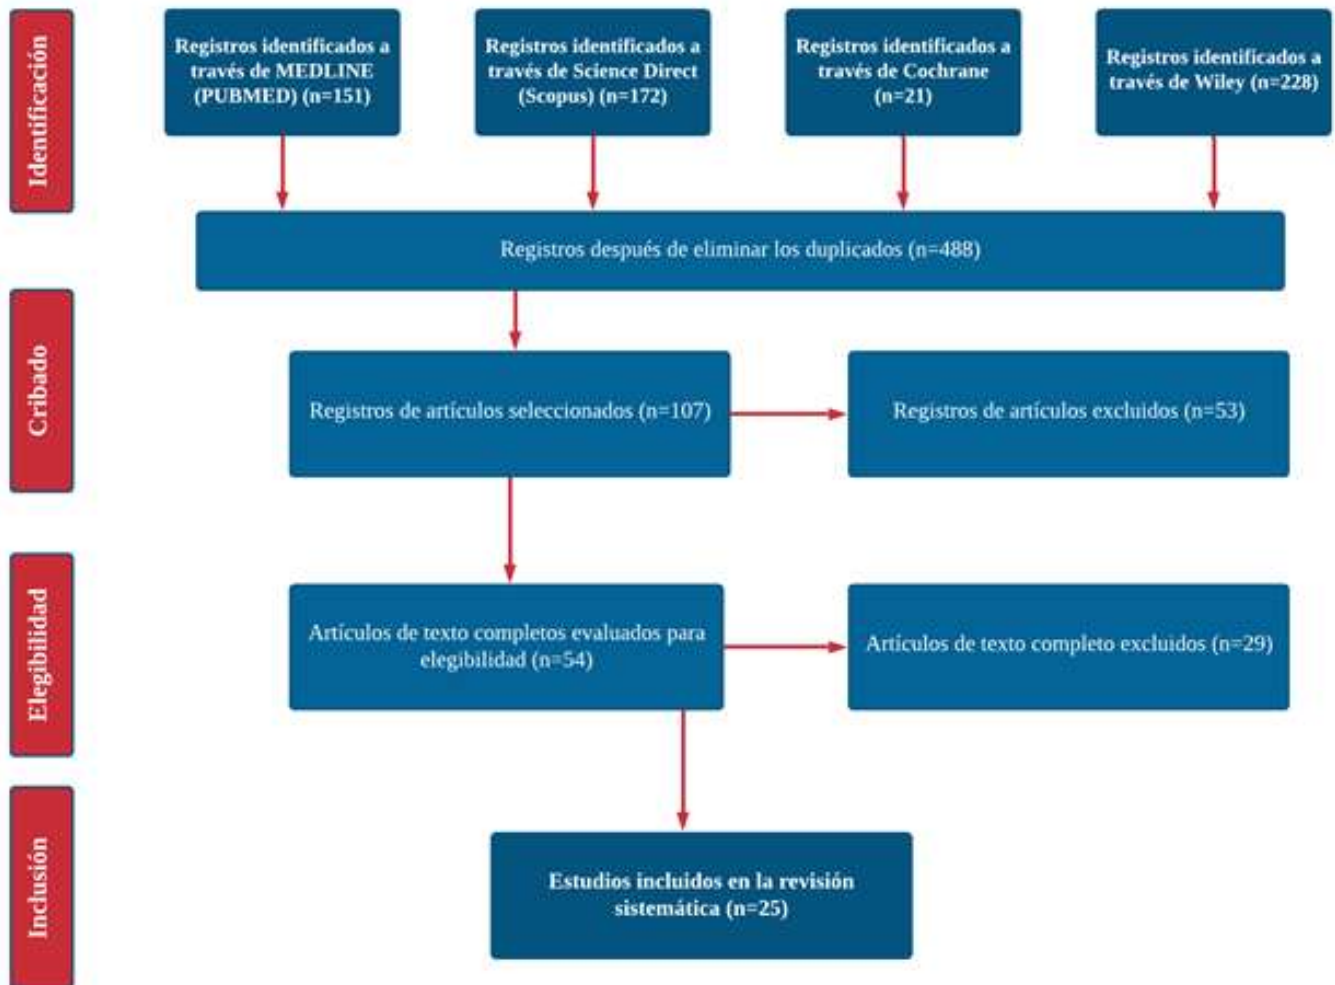 Identificación
Registros identificados a
través de MEDLINE
(PUBMED) (n=151)
Registros identificados a
través de Science Direct
(Scopus) (n=172)
Registros identificados a
través de Cochrane
(n=21)
Registros identificados a
través de Wiley (n=228)
Registros después de eliminar los duplicados (n=488)
Cribado
Registros de artículos seleccionados (n=107)
Registros de artículos excluidos (n=53)
Elegibilidad
Artículos de texto completos evaluados para
elegibilidad (n=54)
Artículos de texto completo excluidos (n=29)
Inclusión
Estudios incluidos en la revisión
sistemática (n=25)